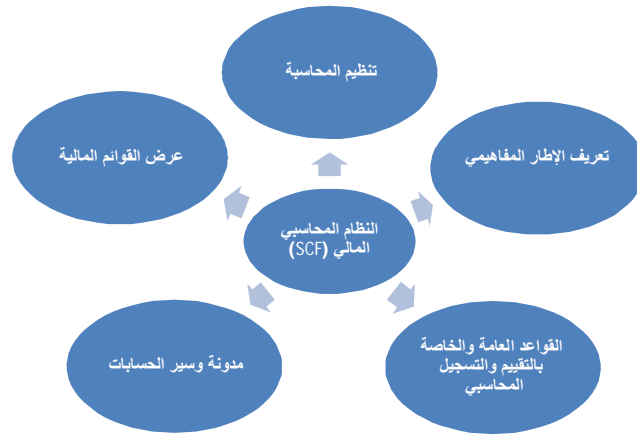 تنظيم المحاسبة
تعريف الإطار المفاهيمي
عرض القوائم المالية
النظام المحاسبي
المالي (SCF)
القواعد العامة والخاصة
بالتقييم والتسجيل
المحاسبي
مدونة وسير الحسابات